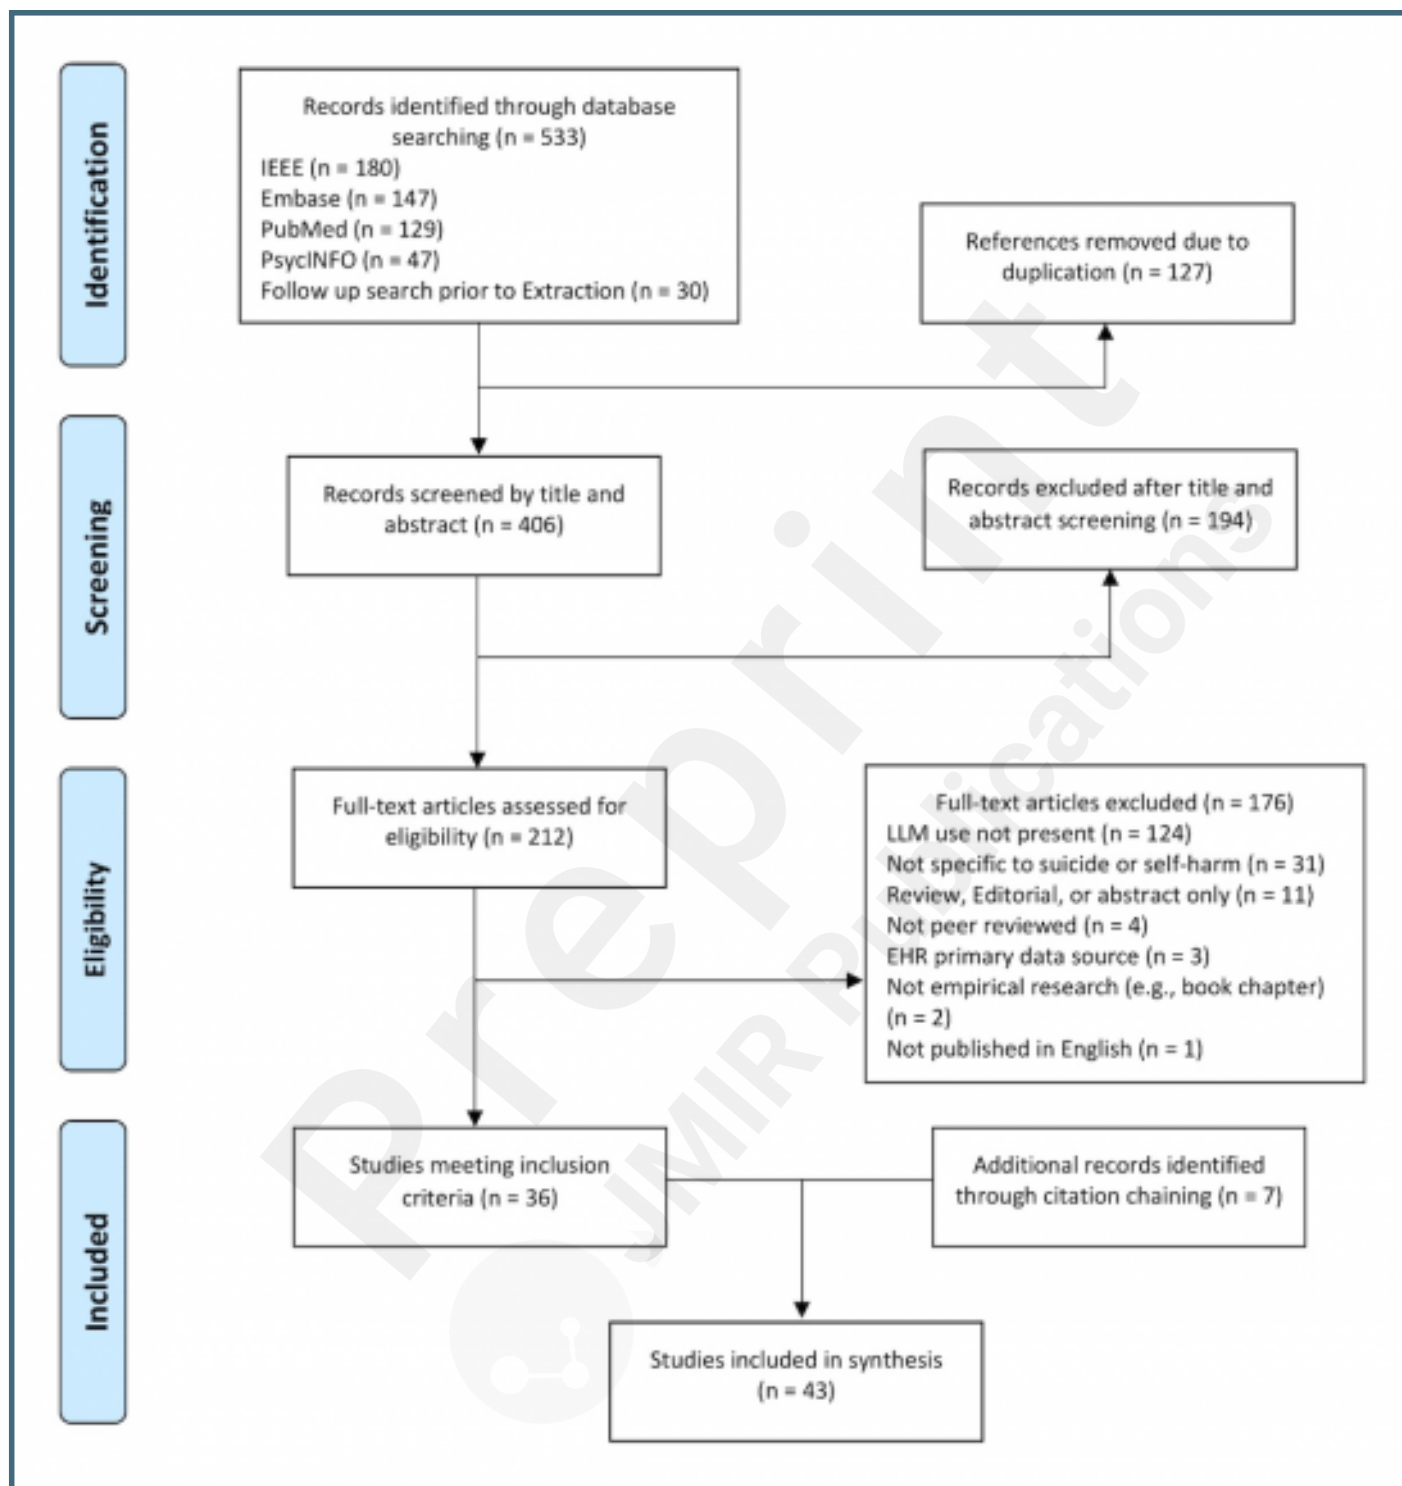 Identification
Records identified through database
searching (n = 533)
IEEE (n = 180)
Embase (n = 147)
PubMed (n = 129)
PsycINFO (n = 47)
Follow up search prior to Extraction (n = 30)
References removed due to
duplication (n = 127)
Screening
Records screened by title and
abstract (n = 406)
Records excluded after title and
abstract screening (n = 194)
Eligibility
Full-text articles assessed for
eligibility (n = 212)
Full-text articles excluded (n = 176)
LLM use not present (n = 124)
Not specific to suicide or self-harm (n = 31)
Review, Editorial, or abstract only (n = 11)
Not peer reviewed (n = 4)
EHR primary data source (n = 3)
Not empirical research (e.g., book chapter)
(n = 2)
Not published in English (n = 1)
Included
Studies meeting inclusion
criteria (n = 36)
Additional records identified
through citation chaining (n = 7)
Studies included in synthesis
(n = 43)
Preprint
JMIR Publications